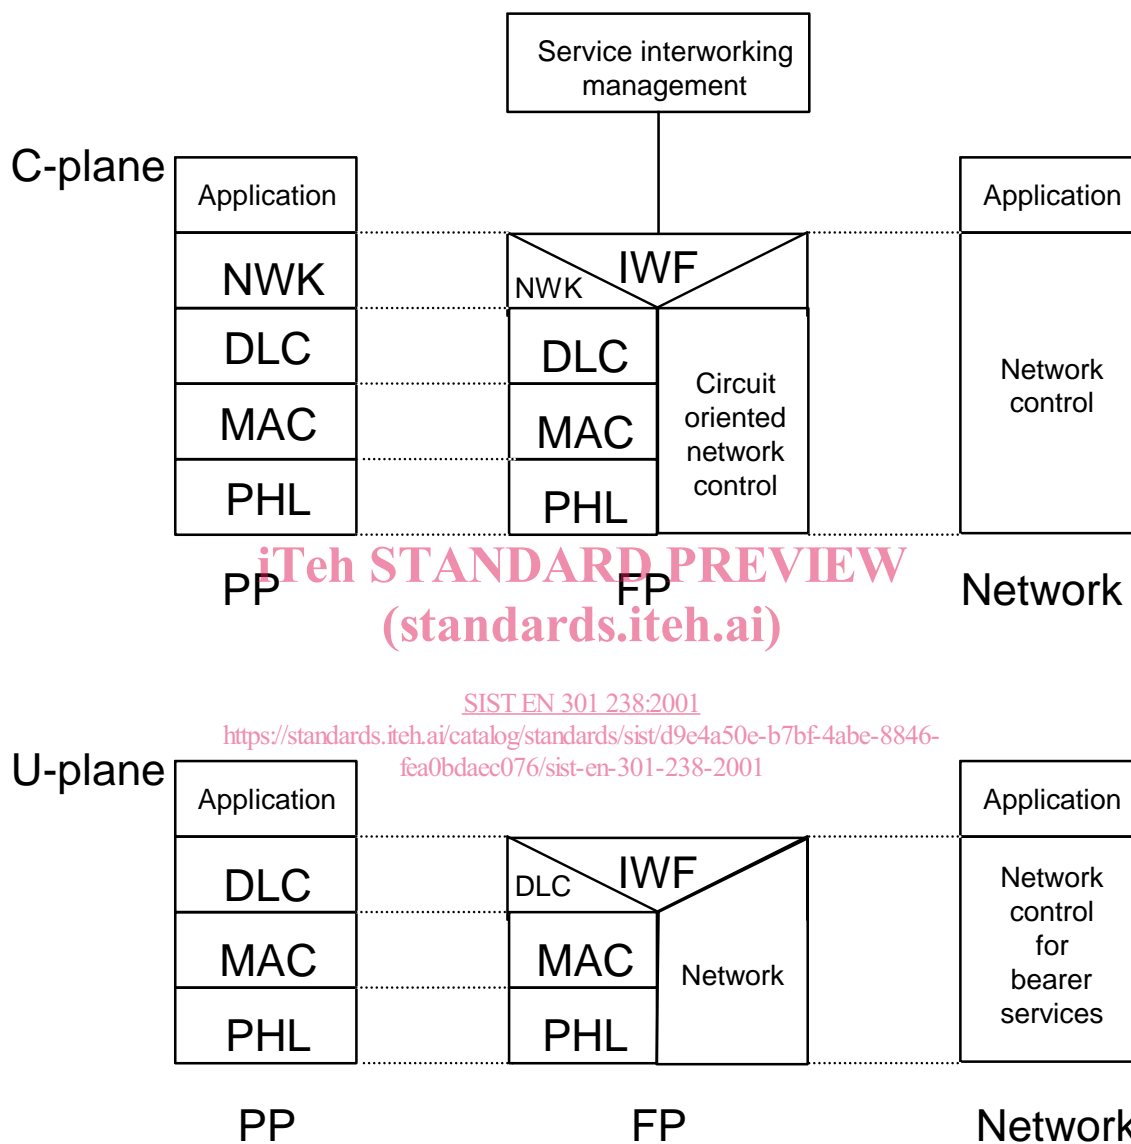 Service interworking
management
C-plane
Application
Application
NWK
NWK
IWF
DLC
DLC
MAC
MAC
PHL
PHL
Circuit
oriented
network
control
Network
control
iTeh STANDARD PREVIEW
PP
FP
Network
(standards.iteh.ai)
SIST EN 301 238:2001
https://standards.iteh.ai/catalog/standards/sist/d9e4a50e-b7bf-4abe-8846-
fea0bdaec076/sist-en-301-238-2001
U-plane
Application
Application
DLC
DLC
IWF
MAC
MAC
PHL
PHL
Network
Network
control
for
bearer
services
PP
FP
Network